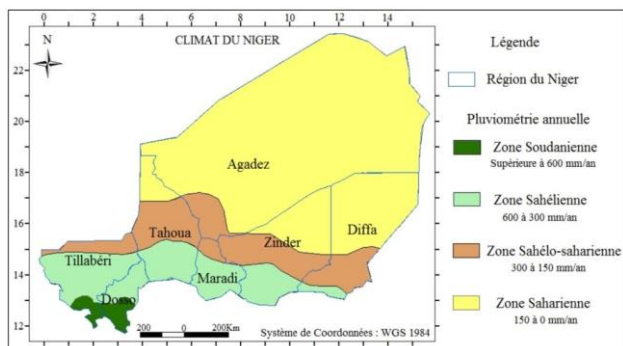 0 2 4 6 8 10 12 14
N
CLIMAT DU NIGER
22
20
18
16
14
12
Agadez
Tahoua
Diffa
Zinder
Tillabéri
Maradi
Dosso
200 0 200Km
Système de Coordonnées : WGS 1984
Légende
Région du Niger
Pluviométrie annuelle
Zone Soudanienne
Supérieure à 600 mm/an
Zone Sahélienne
600 à 300 mm/an
Zone Sahélo-saharienne
300 à 150 mm/an
Zone Saharienne
150 à 0 mm/an